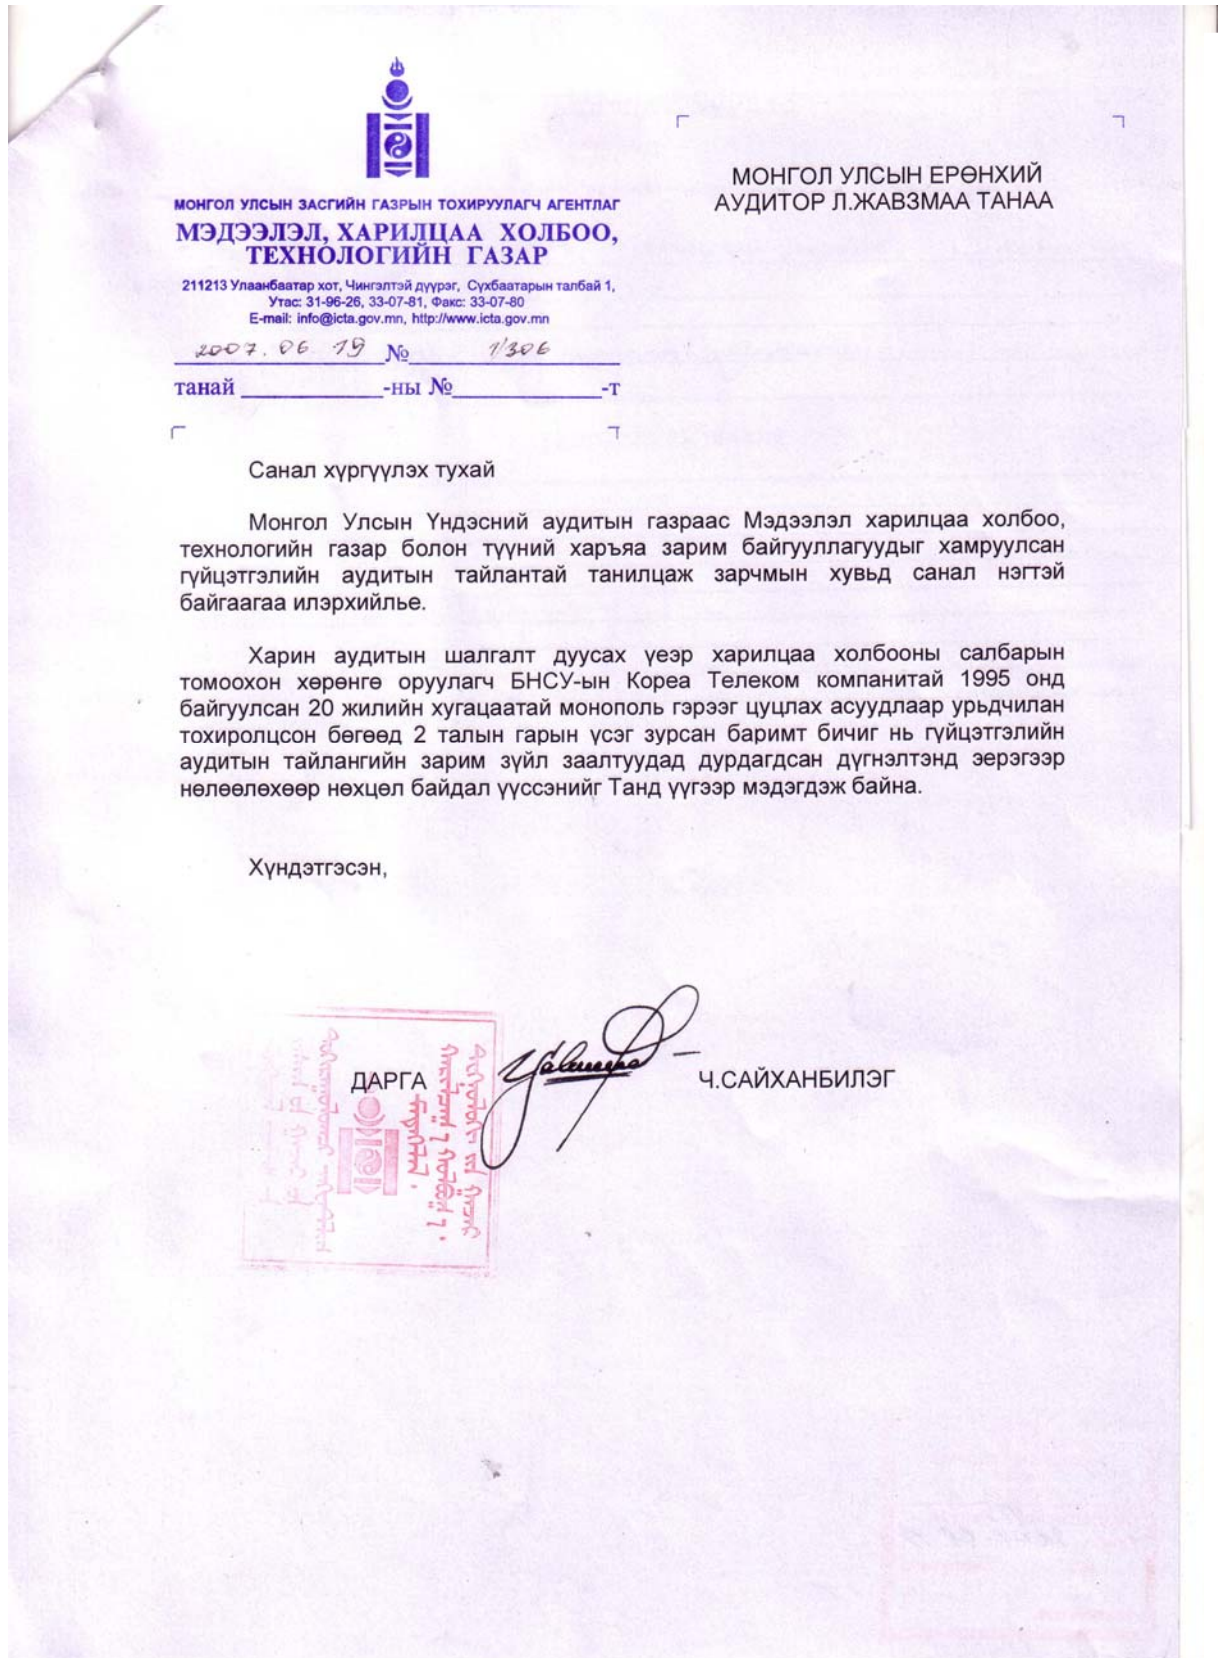 МОНГОЛ УЛСЫН ЗАСГИЙН ГАЗРЫН ТОХИРУУЛАГЧ АГЕНТЛАГ
МЭДЭЭЛЭЛ, ХАРИЛЦАА ХОЛБОО,
ТЕХНОЛОГИЙН ГАЗАР
211213 Улаанбаатар хот, Чингэлтэй дүүрэг, Сүхбаатарын талбай 1,
Утас: 31-96-26, 33-07-81, Факс: 33-07-80
E-mail: info@icta.gov.mn, http://www.icta.gov.mn
2007. 06 19 № 1/306
танай ____________-ны №_____________-т
МОНГОЛ УЛСЫН ЕРӨНХИЙ
АУДИТОР Л.ЖАВЗМАА ТАНАА
Санал хүргүүлэх тухай
Монгол Улсын Үндэсний аудитын газраас Мэдээлэл харилцаа холбоо,
технологийн газар болон түүний харъяа зарим байгууллагуудыг хамруулсан
гүйцэтгэлийн аудитын тайлантай танилцаж зарчмын хувьд санал нэгтэй
байгаагаа илэрхийлье.
Харин аудитын шалгалт дуусах үеэр харилцаа холбооны салбарын
томоохон хөрөнгө оруулагч БНСУ-ын Кореа Телеком компанитай 1995 онд
байгуулсан 20 жилийн хугацаатай монополь гэрээг цуцлах асуудлаар урьдчилан
тохиролцсон бөгөөд 2 талын гарын үсэг зурсан баримт бичиг нь гүйцэтгэлийн
аудитын тайлангийн зарим зүйл заалтуудад дурдагдсан дүгнэлтэнд эерэгээр
нөлөөлөхөөр нөхцөл байдал үүссэнийг Танд үүгээр мэдэгдэж байна.
Хүндэтгэсэн,
ДАРГА Ч.САЙХАНБИЛЭГ